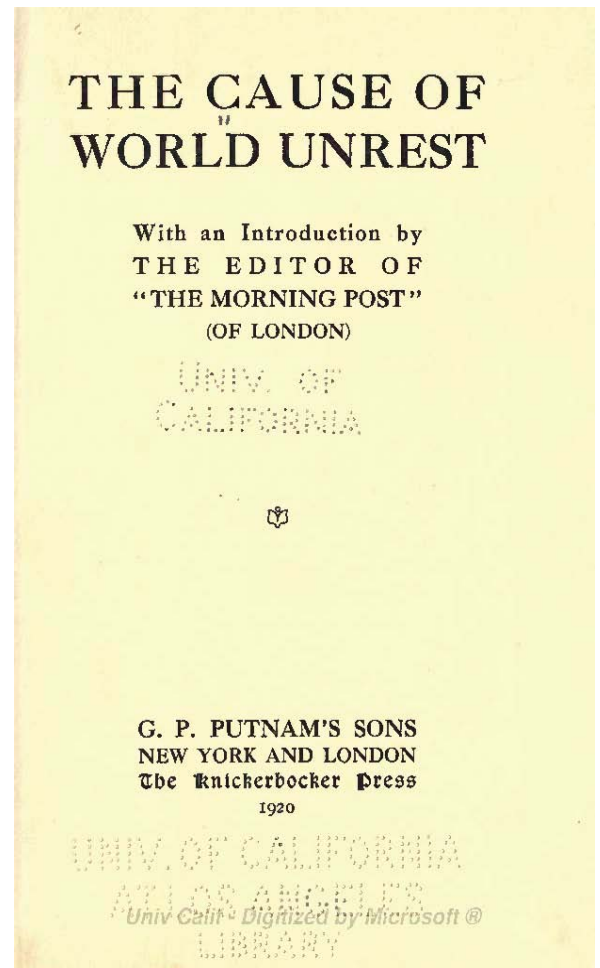 THE CAUSE OF
WORLD UNREST
With an Introduction by
THE EDITOR OF
“THE MORNING POST”
(OF LONDON)
UNIV. OF
CALIFORNIA
G. P. PUTNAM'S SONS
NEW YORK AND LONDON
The Knickerbocker Press
1920
UNIV. OF CALIFORNIA
AT LOS ANGELES
Univ Calif - Digitized by Microsoft ®
LIBRARY